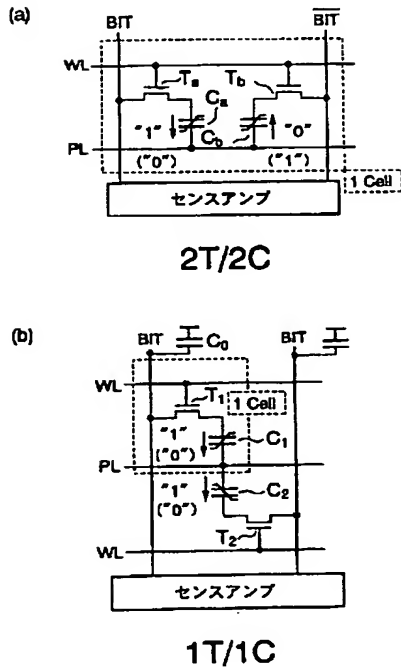 (a)
BIT
B̅I̅T̅
WL
Ta
Tb
Ca
Cb
"1"
"0"
PL
("0")
("1")
1 Cell
センスアンプ
2T/2C
(b)
BIT
C0
BIT
WL
T1
1 Cell
"1"
("0")
C1
PL
"1"
("0")
C2
T2
WL
センスアンプ
1T/1C